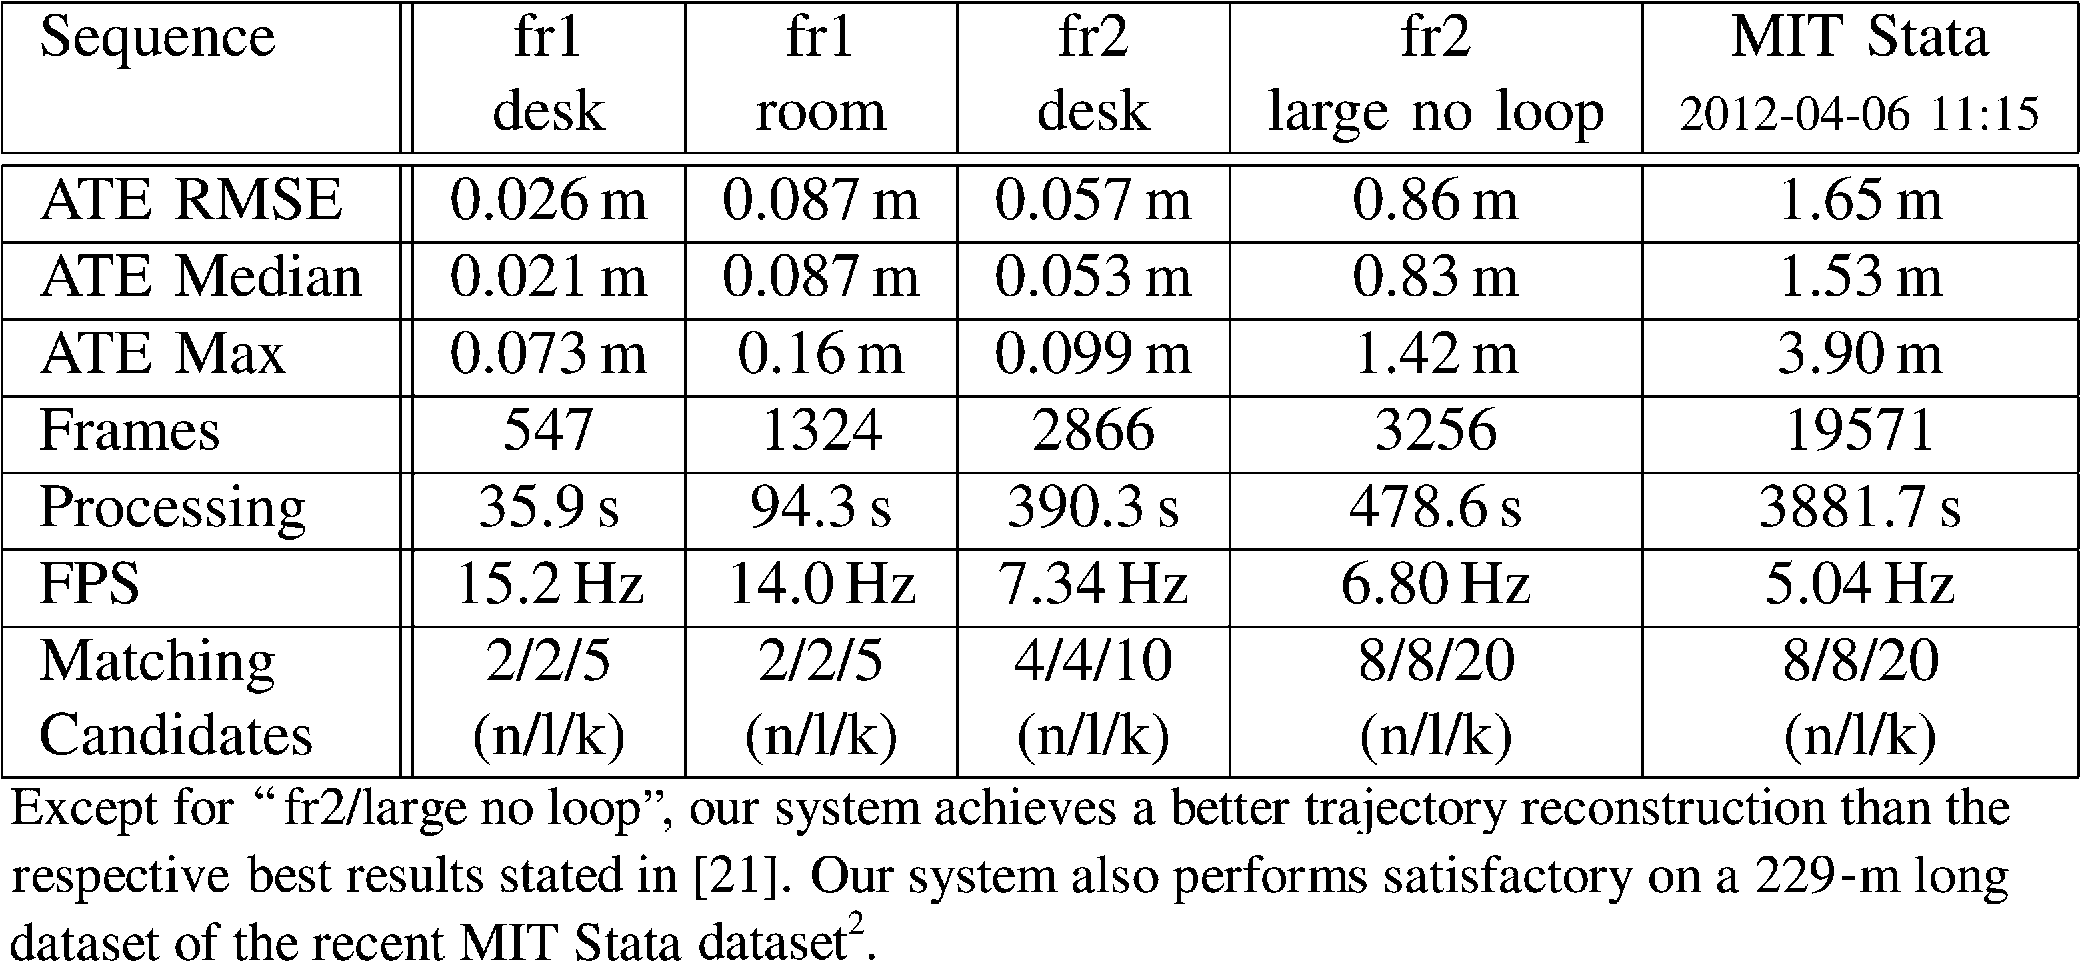 Sequence fr1 fr1 fr2 fr2 MIT Stata
desk room desk large no loop 2012-04-06 11:15
ATE RMSE 0.026 m 0.087 m 0.057 m 0.86 m 1.65 m
ATE Median 0.021 m 0.087 m 0.053 m 0.83 m 1.53 m
ATE Max 0.073 m 0.16 m 0.099 m 1.42 m 3.90 m
Frames 547 1324 2866 3256 19571
Processing 35.9 s 94.3 s 390.3 s 478.6 s 3881.7 s
FPS 15.2 Hz 14.0 Hz 7.34 Hz 6.80 Hz 5.04 Hz
Matching 2/2/5 2/2/5 4/4/10 8/8/20 8/8/20
Candidates (n/l/k) (n/l/k) (n/l/k) (n/l/k) (n/l/k)
Except for “fr2/large no loop”, our system achieves a better trajectory reconstruction than the
respective best results stated in [21]. Our system also performs satisfactory on a 229-m long
dataset of the recent MIT Stata dataset².